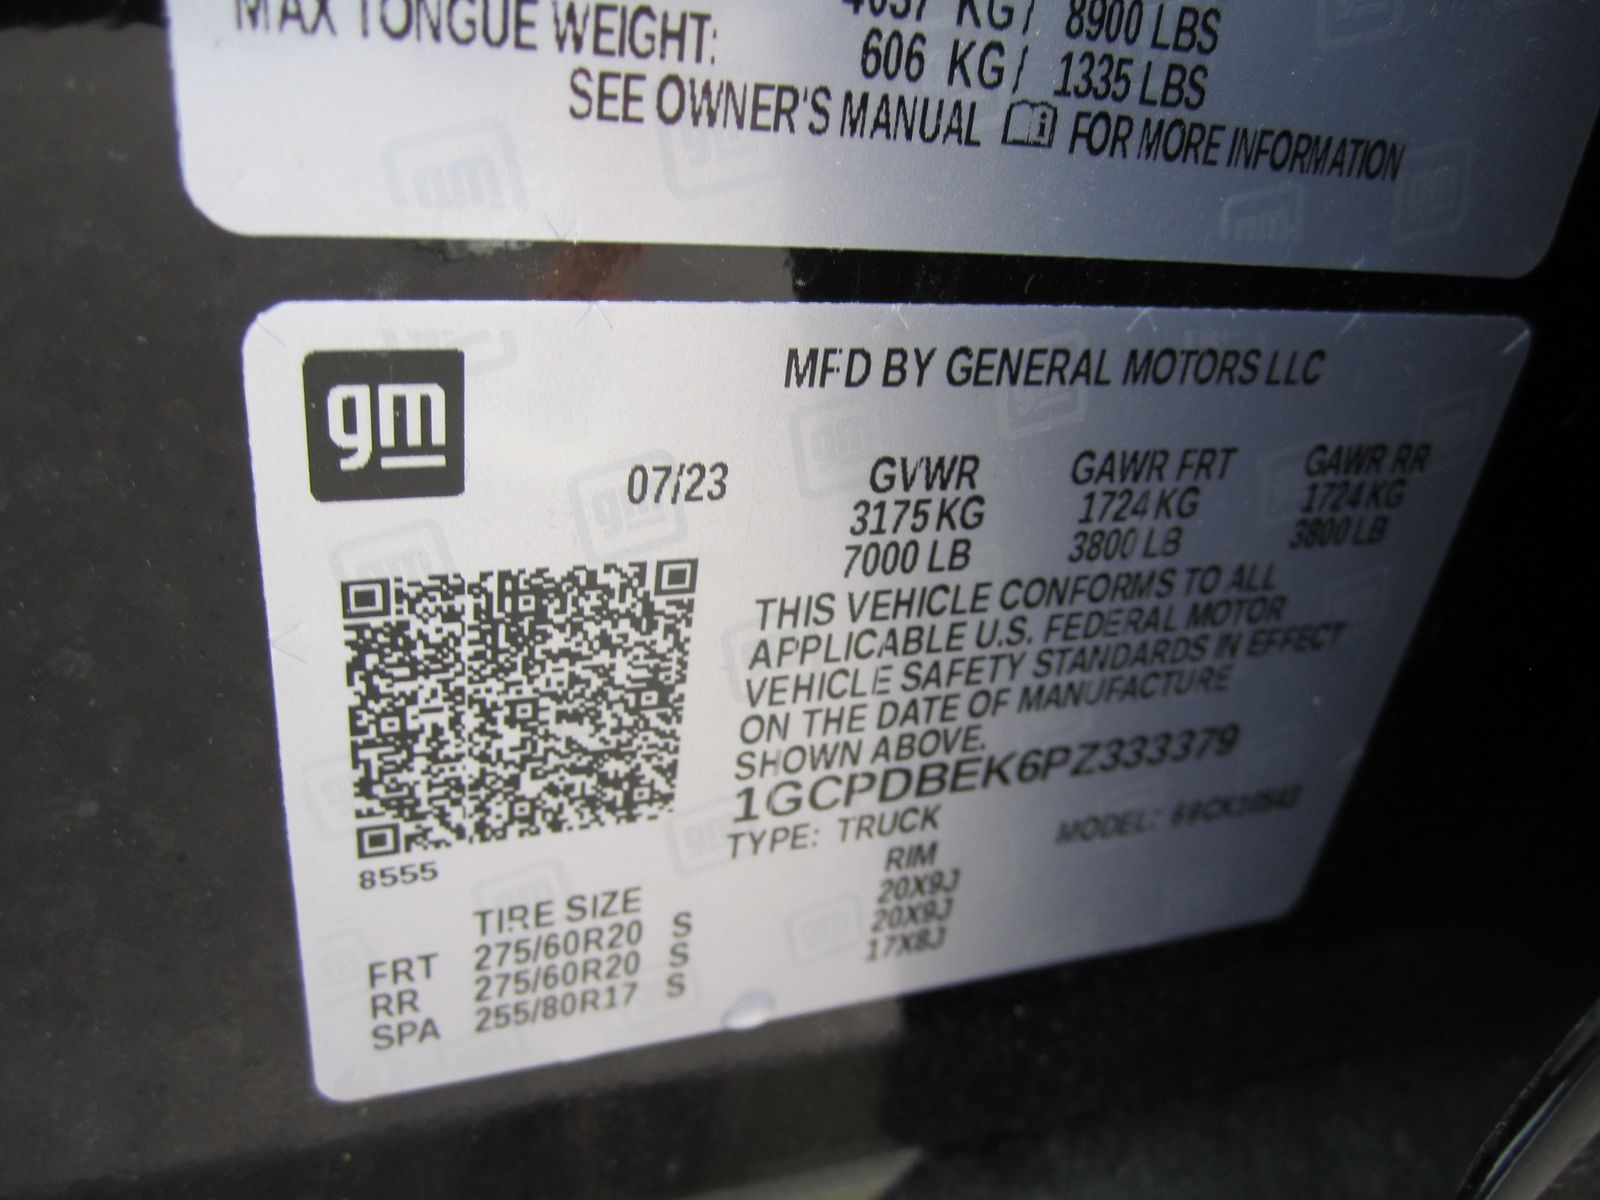 MAX TONGUE WEIGHT: 4037 KG/ 8900 LBS
606 KG/ 1335 LBS
SEE OWNER'S MANUAL FOR MORE INFORMATION
gm
MFD BY GENERAL MOTORS LLC
07/23 GVWR GAWR FRT GAWR RR
3175 KG 1724 KG 1724 KG
7000 LB 3800 LB 3800 LB
THIS VEHICLE CONFORMS TO ALL
APPLICABLE U.S. FEDERAL MOTOR
VEHICLE SAFETY STANDARDS IN EFFECT
ON THE DATE OF MANUFACTURE
SHOWN ABOVE.
1GCPDBEK6PZ333379
TYPE: TRUCK MODEL:
8555
TIRE SIZE RIM
FRT 275/60R20 S 20X9J
RR 275/60R20 S 20X9J
SPA 255/80R17 S 17X8J